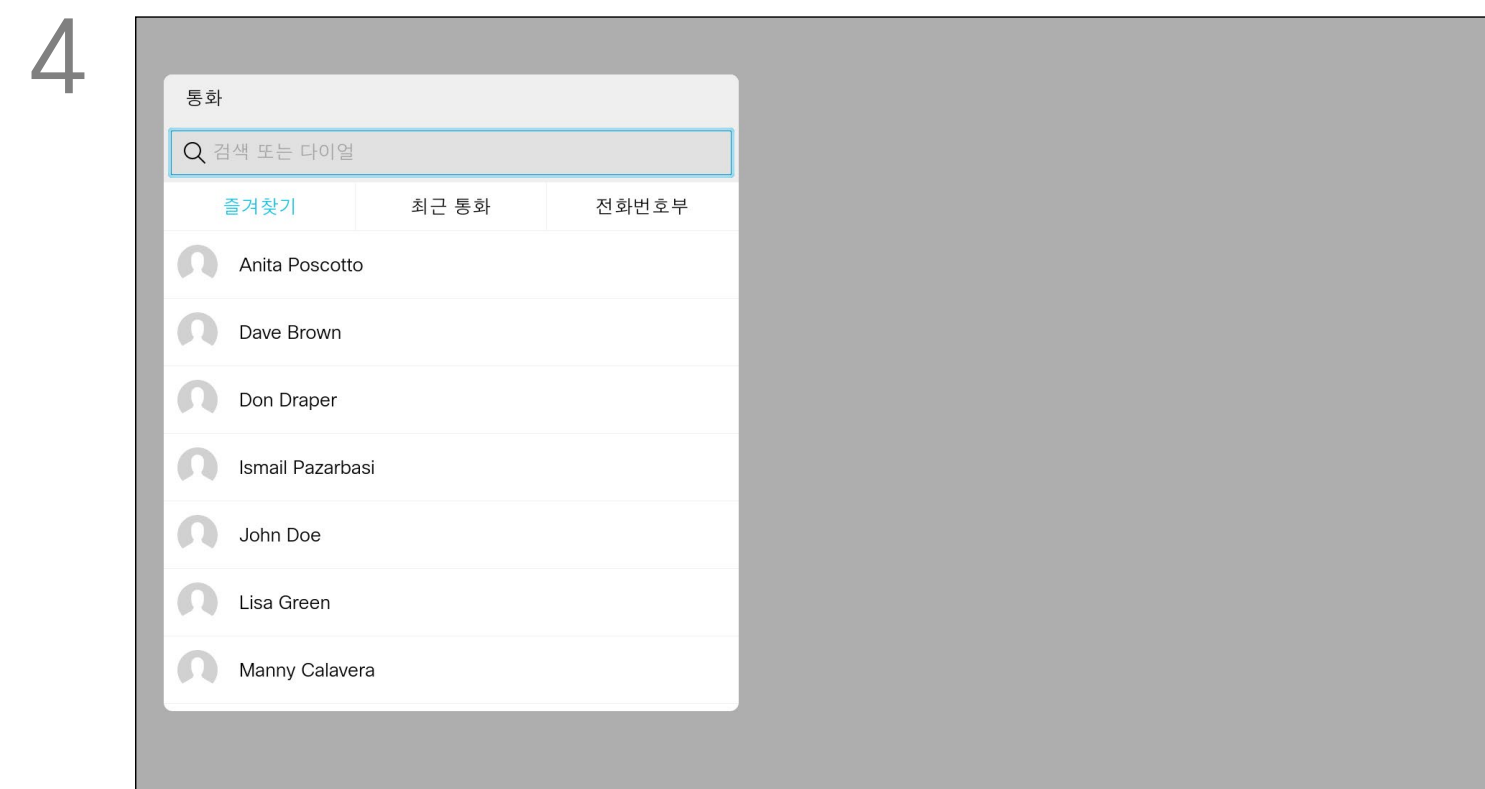 4
통화
검색 또는 다이얼
즐겨찾기 최근 통화 전화번호부
Anita Poscotto
Dave Brown
Don Draper
Ismail Pazarbasi
John Doe
Lisa Green
Manny Calavera